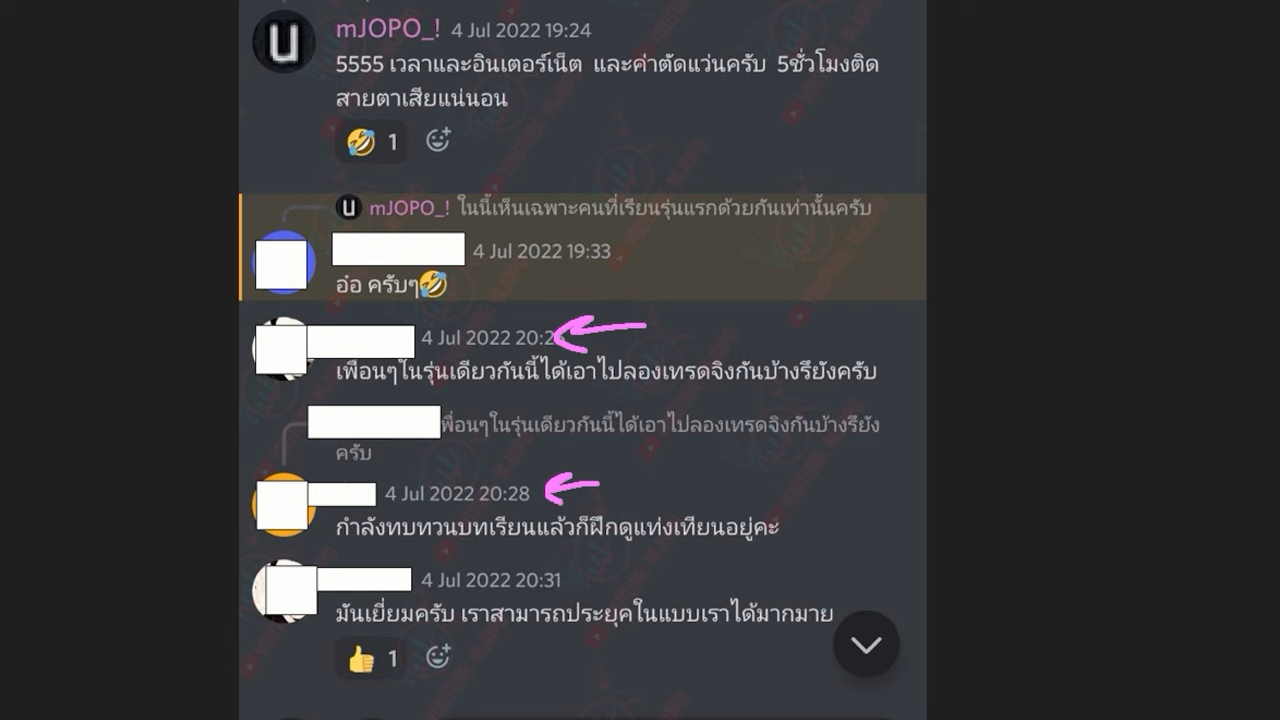 mJOPO_! 4 Jul 2022 19:24
5555 เวลาและอินเตอร์เน็ต และค่าตัดแว่นครับ 5ชั่วโมงติด
สายตาเสียแน่นอน
🤣 1
mJOPO_! ในนี้เห็นเฉพาะคนที่เรียนรุ่นแรกด้วยกันเท่านั้นครับ
4 Jul 2022 19:33
อ๋อ ครับๆ🤣
4 Jul 2022
เพื่อนๆในรุ่นเดียวกันนี้ได้เอาไปลองเทรดจิงกันบ้างรึยังครับ
พื่อนๆในรุ่นเดียวกันนี้ได้เอาไปลองเทรดจิงกันบ้างรึยัง
ครับ
4 Jul 2022 20:28
กำลังทบทวนบทเรียนแล้วก็ฝึกดูแท่งเทียนอยู่คะ
4 Jul 2022 20:31
มันเยี่ยมครับ เราสามารถประยุคในแบบเราได้มากมาย
👍 1